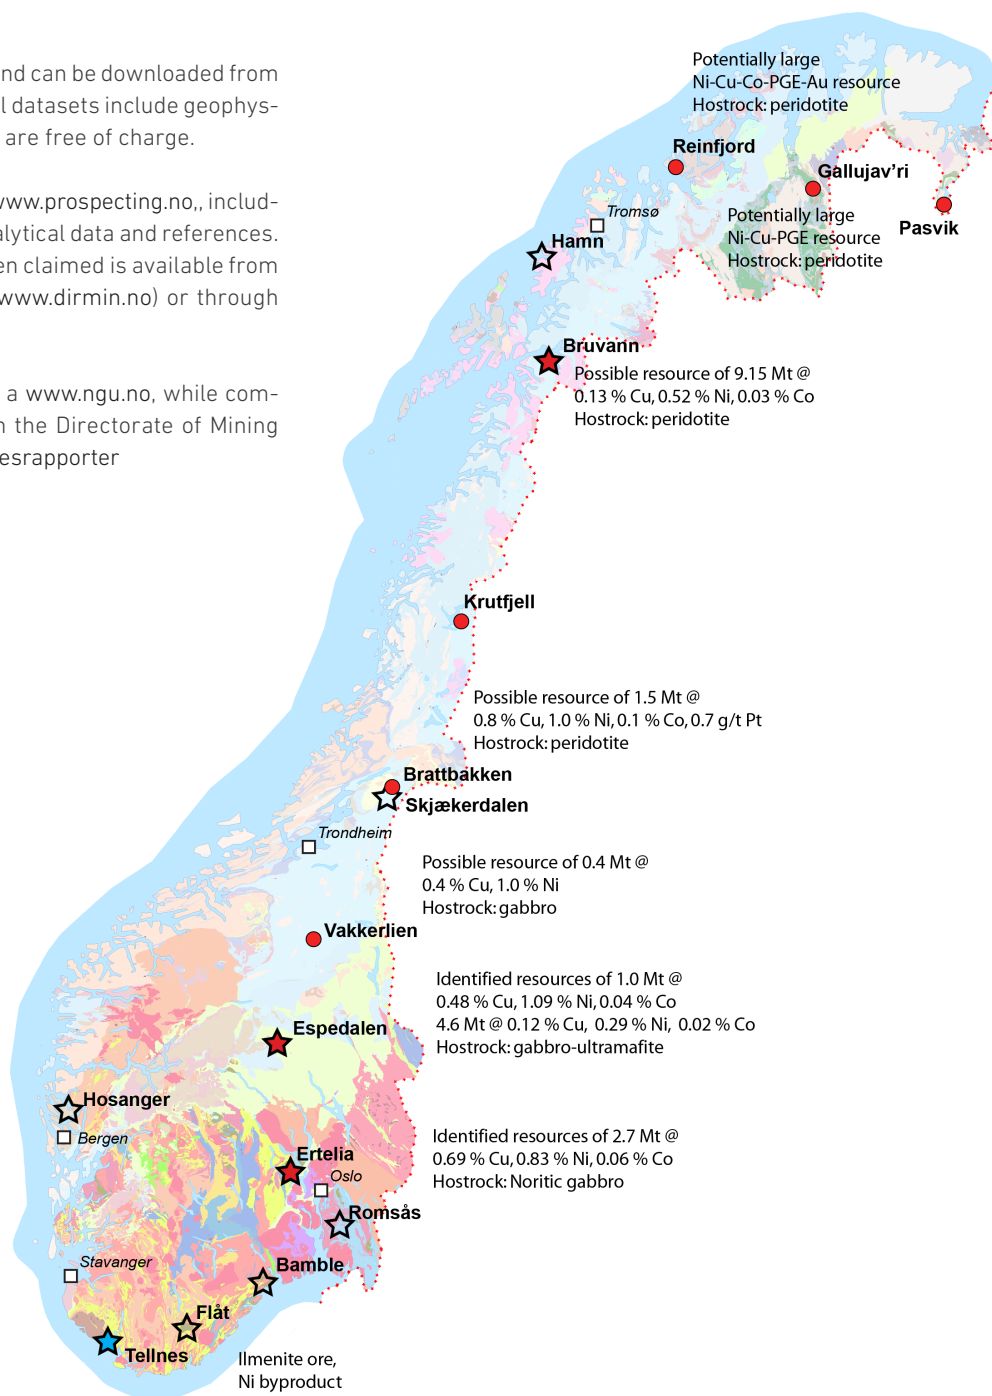 nd can be downloaded from
l datasets include geophys-
are free of charge.
www.prospecting.no,, includ-
alytical data and references.
en claimed is available from
www.dirmin.no) or through
a www.ngu.no, while com-
n the Directorate of Mining
esrapporter
Potentially large
Ni-Cu-Co-PGE-Au resource
Hostrock: peridotite
Reinfjord
Gallujav'ri
Pasvik
Tromsø
Potentially large
Ni-Cu-PGE resource
Hostrock: peridotite
Hamn
Bruvann
Possible resource of 9.15 Mt @
0.13 % Cu, 0.52 % Ni, 0.03 % Co
Hostrock: peridotite
Krutfjell
Possible resource of 1.5 Mt @
0.8 % Cu, 1.0 % Ni, 0.1 % Co, 0.7 g/t Pt
Hostrock: peridotite
Brattbakken
Skjækerdalen
Trondheim
Possible resource of 0.4 Mt @
0.4 % Cu, 1.0 % Ni
Hostrock: gabbro
Vakkerlien
Identified resources of 1.0 Mt @
0.48 % Cu, 1.09 % Ni, 0.04 % Co
4.6 Mt @ 0.12 % Cu, 0.29 % Ni, 0.02 % Co
Hostrock: gabbro-ultramafite
Espedalen
Hosanger
Bergen
Identified resources of 2.7 Mt @
0.69 % Cu, 0.83 % Ni, 0.06 % Co
Hostrock: Noritic gabbro
Ertelia
Oslo
Romsås
Stavanger
Bamble
Flåt
Tellnes
Ilmenite ore,
Ni byproduct